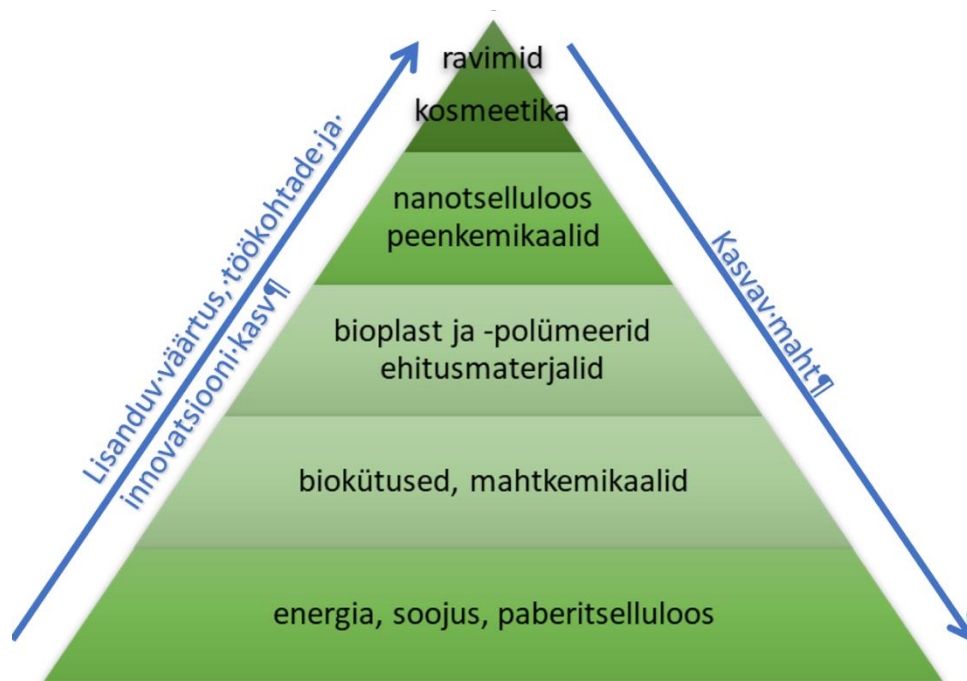 ravimid
kosmeetika
nanotselluloos
peenkemikaalid
bioplast ja -polümeerid
ehitusmaterjalid
biokütused, mahtkemikaalid
energia, soojus, paberitselluloos
Lisanduv·väärtus,·töökohtade·ja·
innovatsiooni·kasv¶
Kasvav·maht¶